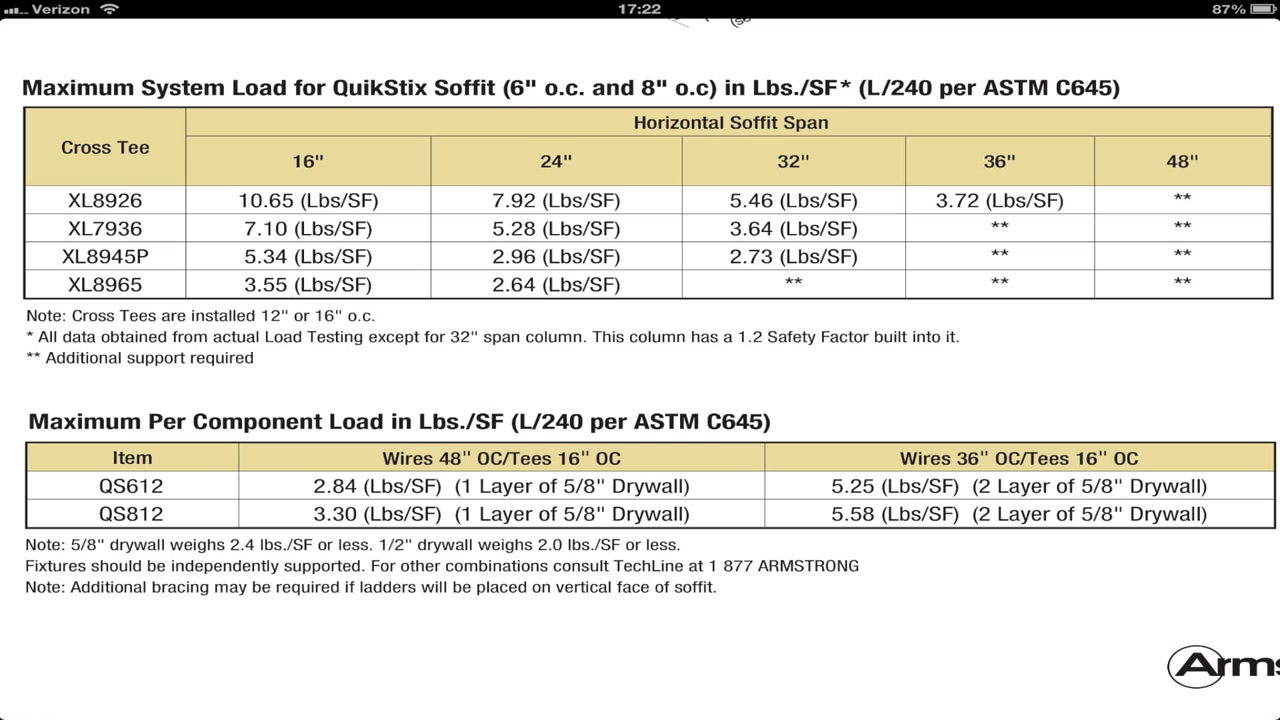 Verizon 17:22 87%
Maximum System Load for QuikStix Soffit (6" o.c. and 8" o.c) in Lbs./SF* (L/240 per ASTM C645)
Cross Tee Horizontal Soffit Span
16" 24" 32" 36" 48"
XL8926 10.65 (Lbs/SF) 7.92 (Lbs/SF) 5.46 (Lbs/SF) 3.72 (Lbs/SF) **
XL7936 7.10 (Lbs/SF) 5.28 (Lbs/SF) 3.64 (Lbs/SF) ** **
XL8945P 5.34 (Lbs/SF) 2.96 (Lbs/SF) 2.73 (Lbs/SF) ** **
XL8965 3.55 (Lbs/SF) 2.64 (Lbs/SF) ** ** **
Note: Cross Tees are installed 12" or 16" o.c.
* All data obtained from actual Load Testing except for 32" span column. This column has a 1.2 Safety Factor built into it.
** Additional support required
Maximum Per Component Load in Lbs./SF (L/240 per ASTM C645)
Item Wires 48" OC/Tees 16" OC Wires 36" OC/Tees 16" OC
QS612 2.84 (Lbs/SF) (1 Layer of 5/8" Drywall) 5.25 (Lbs/SF) (2 Layer of 5/8" Drywall)
QS812 3.30 (Lbs/SF) (1 Layer of 5/8" Drywall) 5.58 (Lbs/SF) (2 Layer of 5/8" Drywall)
Note: 5/8" drywall weighs 2.4 lbs./SF or less. 1/2" drywall weighs 2.0 lbs./SF or less.
Fixtures should be independently supported. For other combinations consult TechLine at 1 877 ARMSTRONG
Note: Additional bracing may be required if ladders will be placed on vertical face of soffit.
Arms